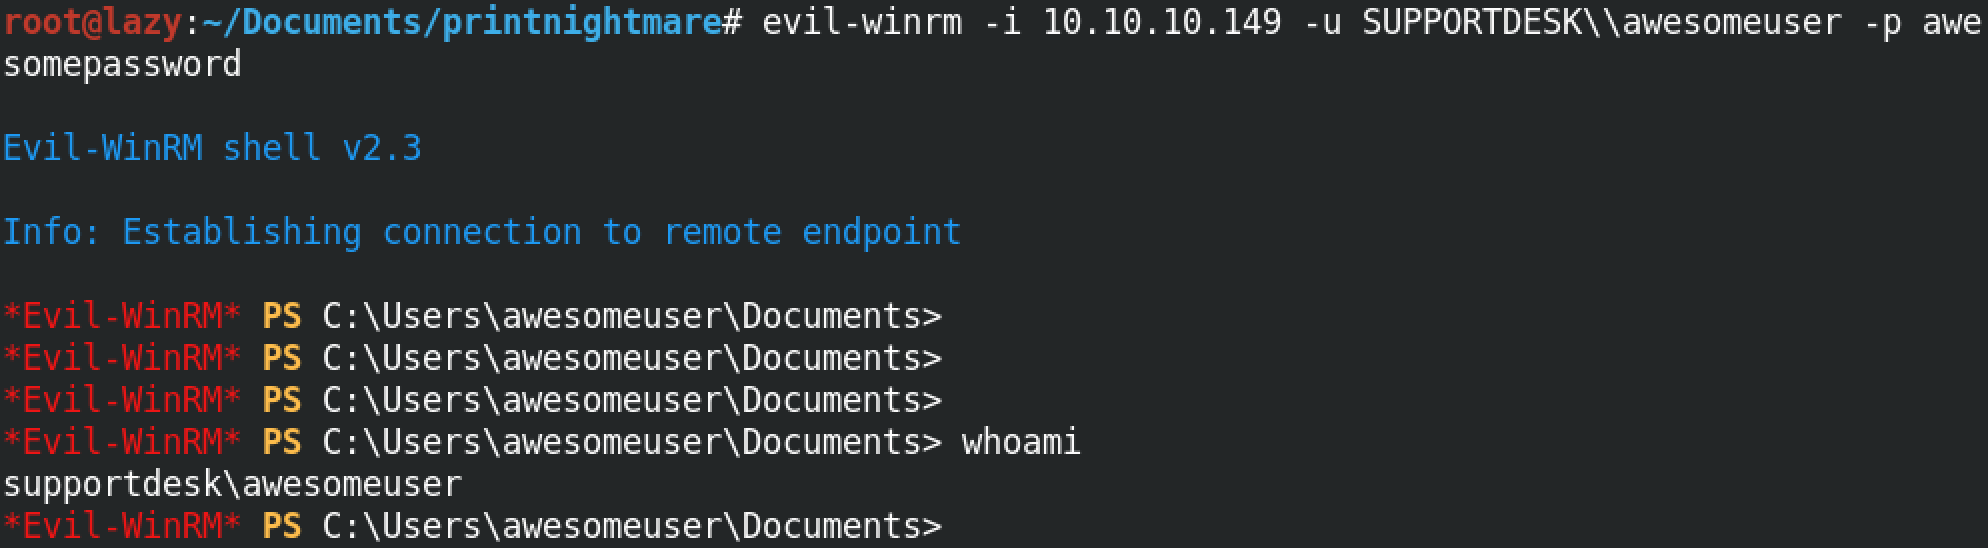 root@lazy:~/Documents/printnightmare# evil-winrm -i 10.10.10.149 -u SUPPORTDESK\\awesomeuser -p awe
somepassword
Evil-WinRM shell v2.3
Info: Establishing connection to remote endpoint
*Evil-WinRM* PS C:\Users\awesomeuser\Documents>
*Evil-WinRM* PS C:\Users\awesomeuser\Documents>
*Evil-WinRM* PS C:\Users\awesomeuser\Documents>
*Evil-WinRM* PS C:\Users\awesomeuser\Documents> whoami
supportdesk\awesomeuser
*Evil-WinRM* PS C:\Users\awesomeuser\Documents>